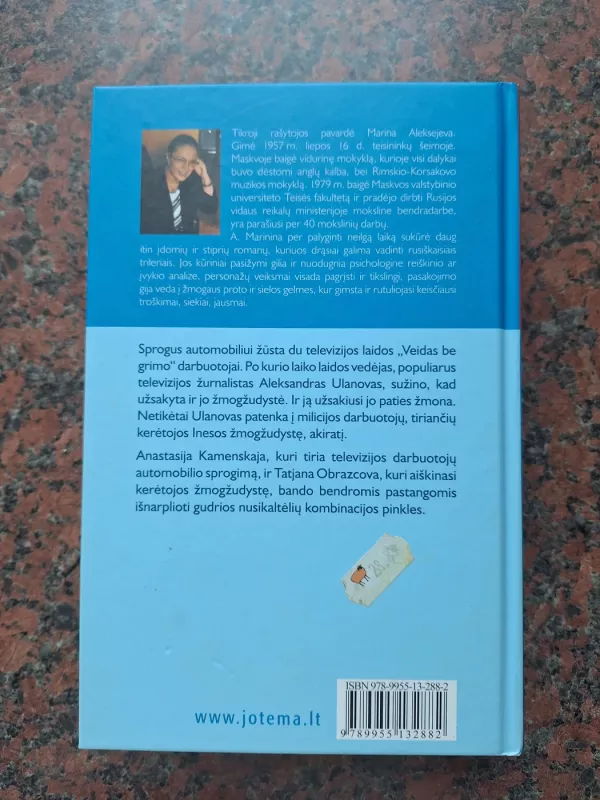 Tikroji rašytojos pavardė Marina Aleksejeva.
Gimė 1957 m. liepos 16 d. teisininkų šeimoje.
Maskvoje baigė vidurinę mokyklą, kurioje visi dalykai
buvo dėstomi anglų kalba, bei Rimskio-Korsakovo
muzikos mokyklą. 1979 m. baigė Maskvos valstybinio
universiteto Teisės fakultetą ir pradėjo dirbti Rusijos
vidaus reikalų ministerijoje moksline bendradarbe,
yra parašiusi per 40 mokslinių darbų.
A. Marinina per palyginti neilgą laiką sukūrė daug
itin įdomių ir stiprių romanų, kuriuos drąsiai galima vadinti rusiškaisiais
trileriais. Jos kūriniai pasižymi gilia ir nuodugnia psichologine reiškinio ar
įvykio analize, personažų veiksmai visada pagrįsti ir tikslingi, pasakojimo
gija veda į žmogaus proto ir sielos gelmes, kur gimsta ir rutuliojasi keisčiausi
troškimai, siekiai, jausmai.
Sprogus automobiliui žūsta du televizijos laidos „Veidas be
grimo“ darbuotojai. Po kurio laiko laidos vedėjas, populiarus
televizijos žurnalistas Aleksandras Ulanovas, sužino, kad
užsakyta ir jo žmogžudystė. Ir ją užsakiusi jo paties žmona.
Netikėtai Ulanovas patenka į milicijos darbuotojų, tiriančių
kerėtojos Inesos žmogžudystę, akiratį.
Anastasija Kamenskaja, kuri tiria televizijos darbuotojų
automobilio sprogimą, ir Tatjana Obrazcova, kuri aiškinasi
kerėtojos žmogžudystę, bando bendromis pastangomis
išnarplioti gudrios nusikaltėlių kombinacijos pinkles.
ISBN 978-9955-13-288-2
www.jotema.lt
9 789955 132882